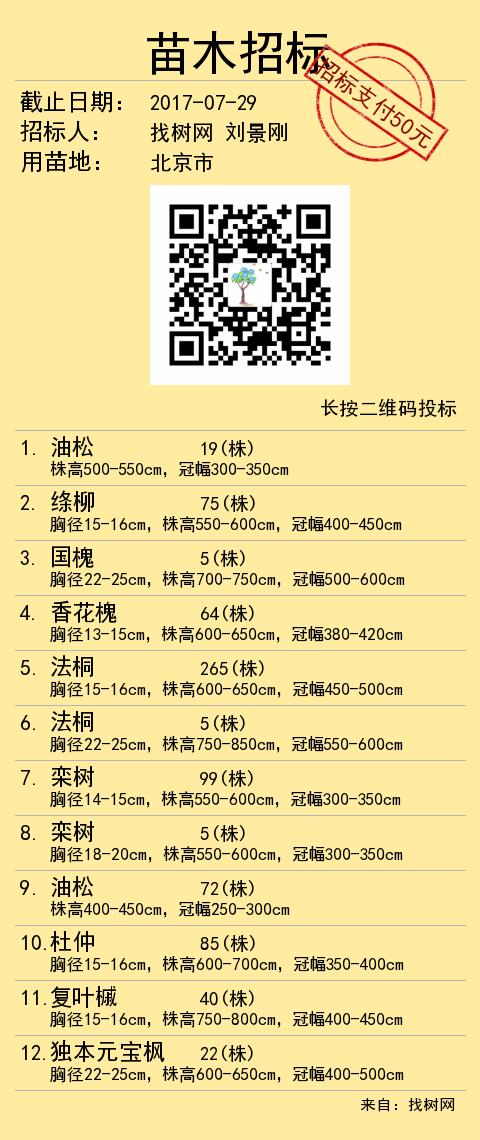 苗木招标
招标支付50元
截止日期： 2017-07-29
招标人： 找树网 刘景刚
用苗地： 北京市
长按二维码投标
1. 油松 19(株)
株高500-550cm, 冠幅300-350cm
2. 绦柳 75(株)
胸径15-16cm, 株高550-600cm, 冠幅400-450cm
3. 国槐 5(株)
胸径22-25cm, 株高700-750cm, 冠幅500-600cm
4. 香花槐 64(株)
胸径13-15cm, 株高600-650cm, 冠幅380-420cm
5. 法桐 265(株)
胸径15-16cm, 株高600-650cm, 冠幅450-500cm
6. 法桐 5(株)
胸径22-25cm, 株高750-850cm, 冠幅550-600cm
7. 栾树 99(株)
胸径14-15cm, 株高550-600cm, 冠幅300-350cm
8. 栾树 5(株)
胸径18-20cm, 株高550-600cm, 冠幅300-350cm
9. 油松 72(株)
株高400-450cm, 冠幅250-300cm
10.杜仲 85(株)
胸径15-16cm, 株高600-700cm, 冠幅350-400cm
11.复叶槭 40(株)
胸径15-16cm, 株高750-800cm, 冠幅400-450cm
12.独本元宝枫 22(株)
胸径22-25cm, 株高600-650cm, 冠幅400-500cm
来自: 找树网